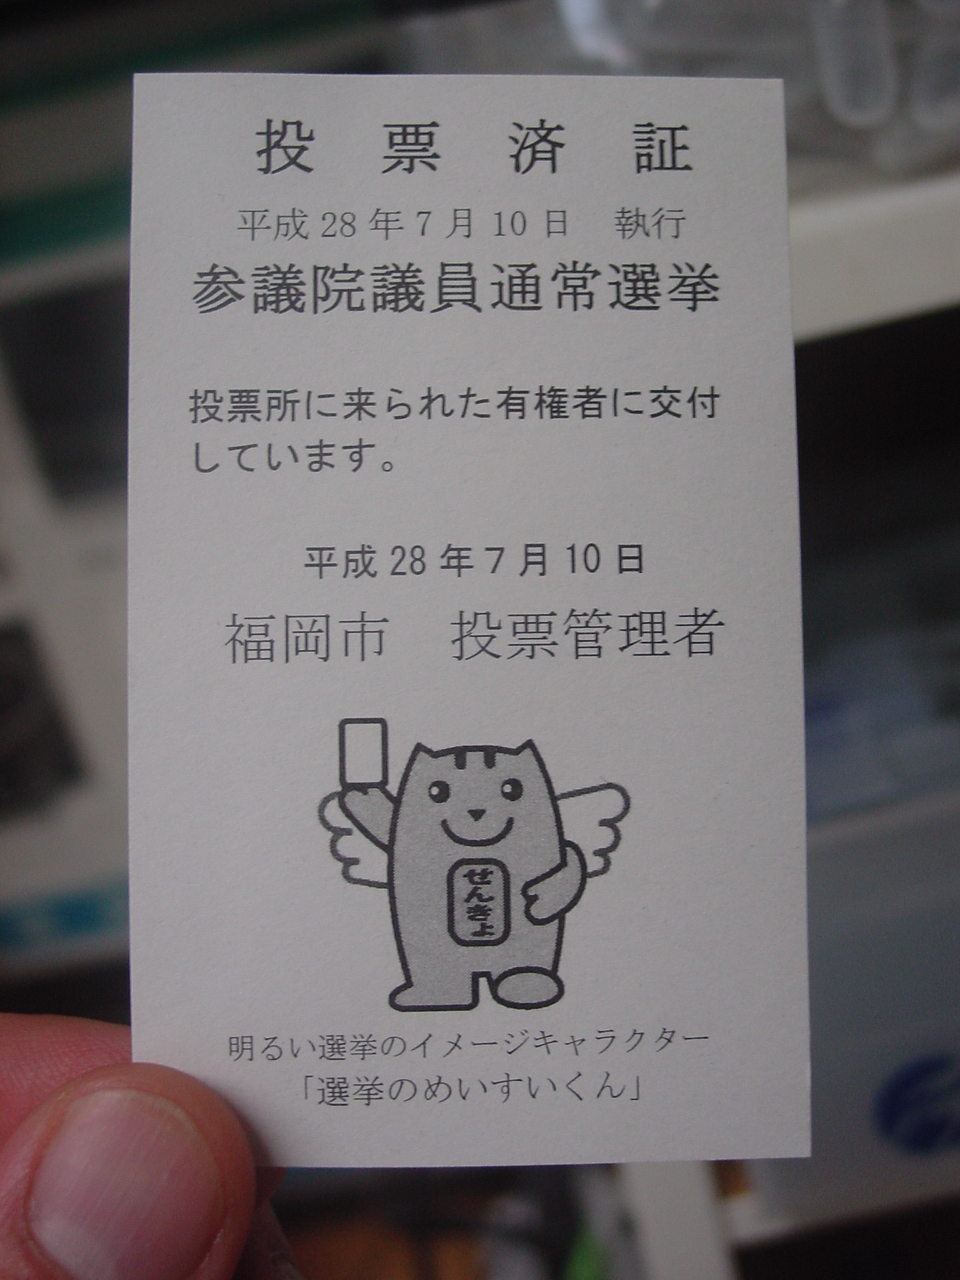 投票済証
平成28年7月10日　執行
参議院議員通常選挙
投票所に来られた有権者に交付
しています。
平成28年7月10日
福岡市　投票管理者
せんきょ
明るい選挙のイメージキャラクター
「選挙のめいすいくん」